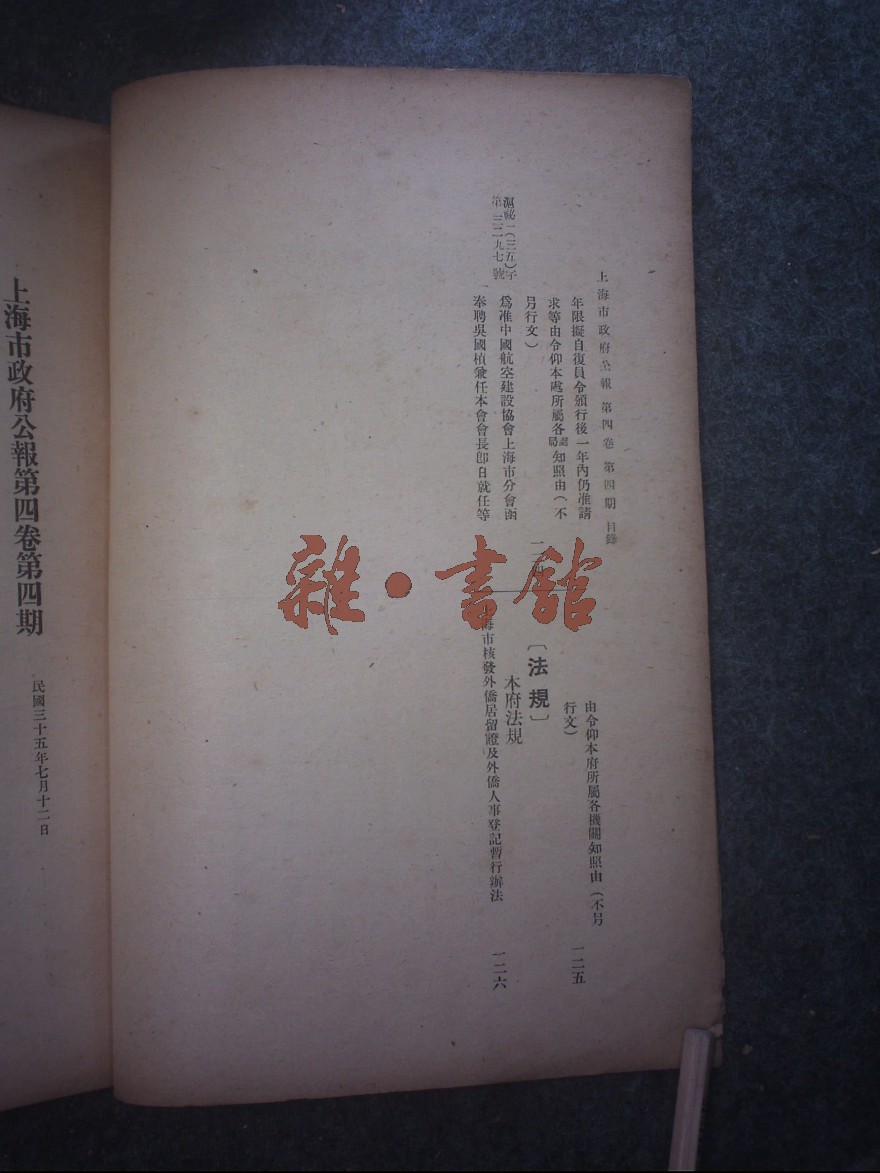 上海市政府公報 第四卷 第四期 目錄
年限擬自復員令頒行後一年內仍准請
求等由令仰本處所屬各處局知照由(不
另行文)
滬祕一(三五)字
第三二九七號
為准中國航空建設協會上海市分會函
奉聘吳國楨兼任本會會長卽日就任等
由令仰本府所屬各機關知照由(不另
行文)
一二五
〔法規〕
本府法規
海市核發外僑居留證及外僑人事登記暫行辦法
一二六
雜·書館
上海市政府公報第四卷第四期
民國三十五年七月十二日